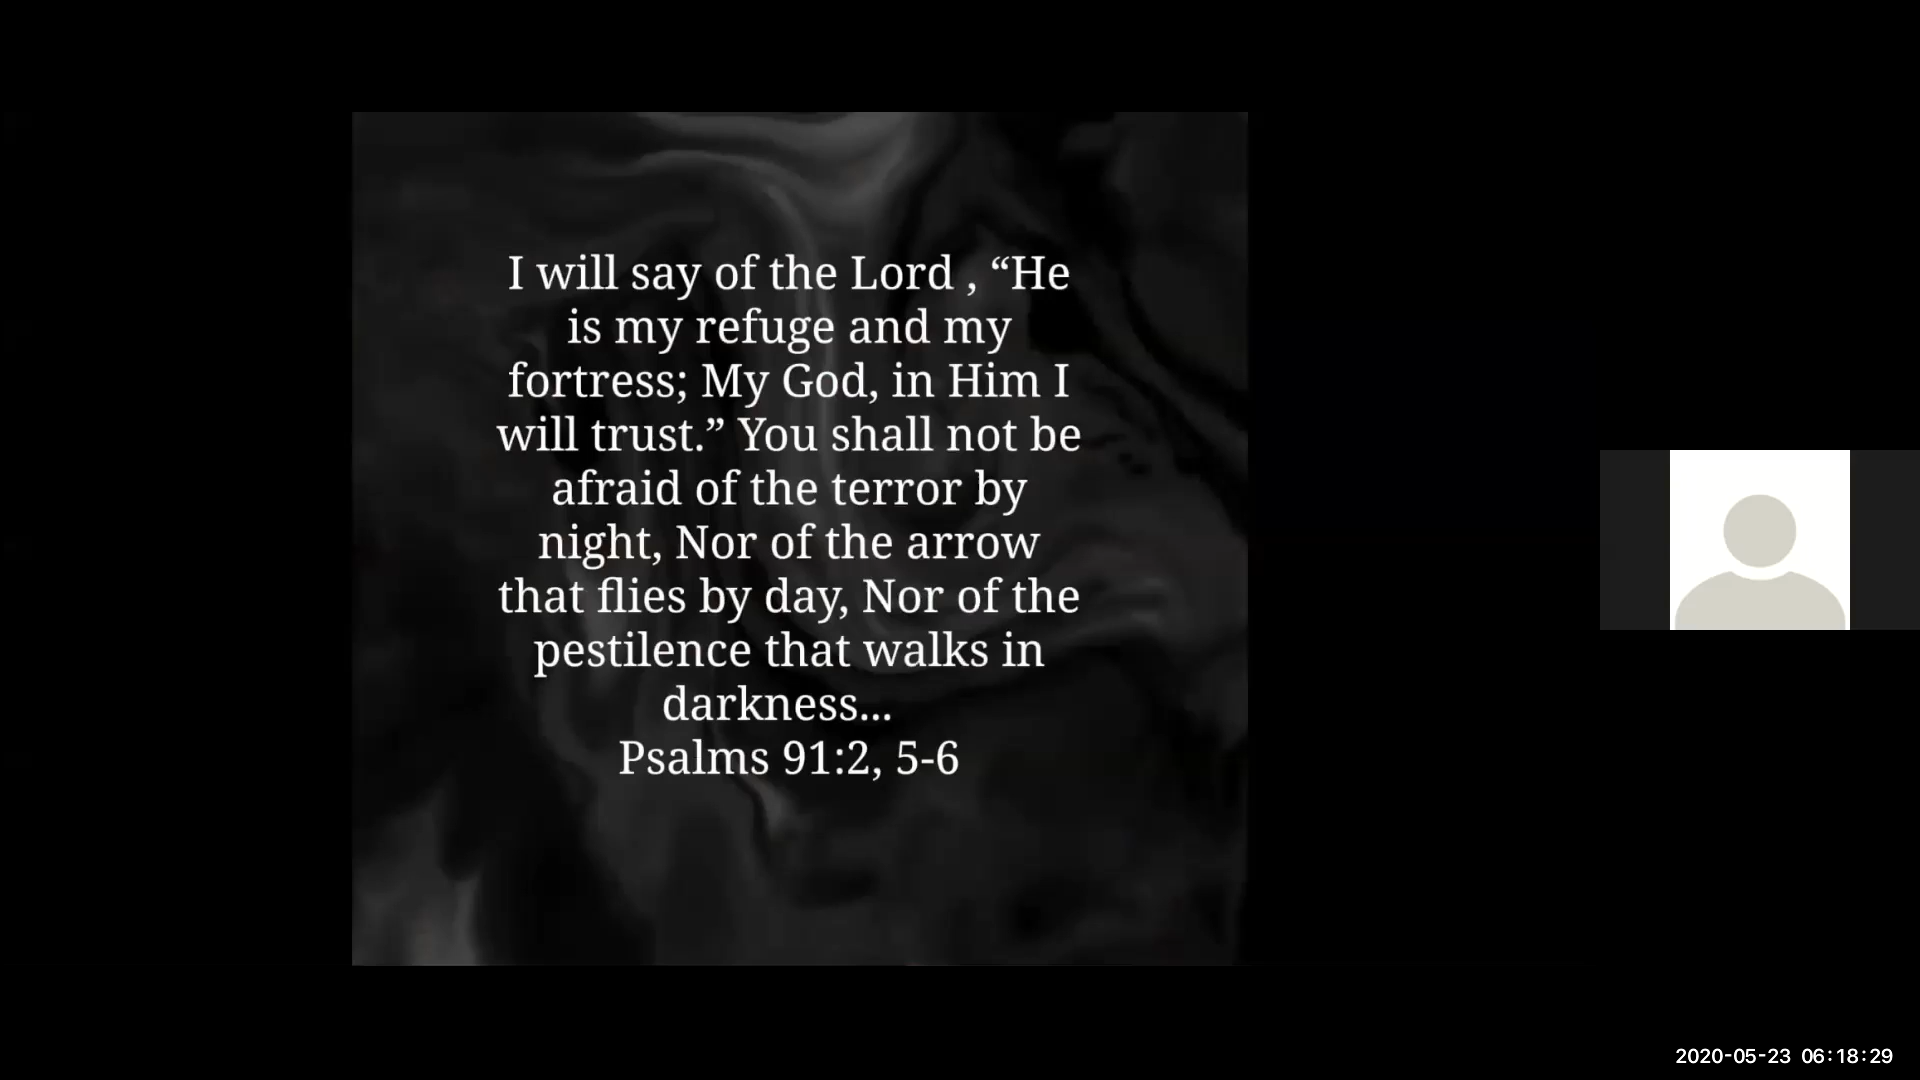 I will say of the Lord , “He
is my refuge and my
fortress; My God, in Him I
will trust.” You shall not be
afraid of the terror by
night, Nor of the arrow
that flies by day, Nor of the
pestilence that walks in
darkness...
Psalms 91:2, 5-6
2020-05-23 06:18:29